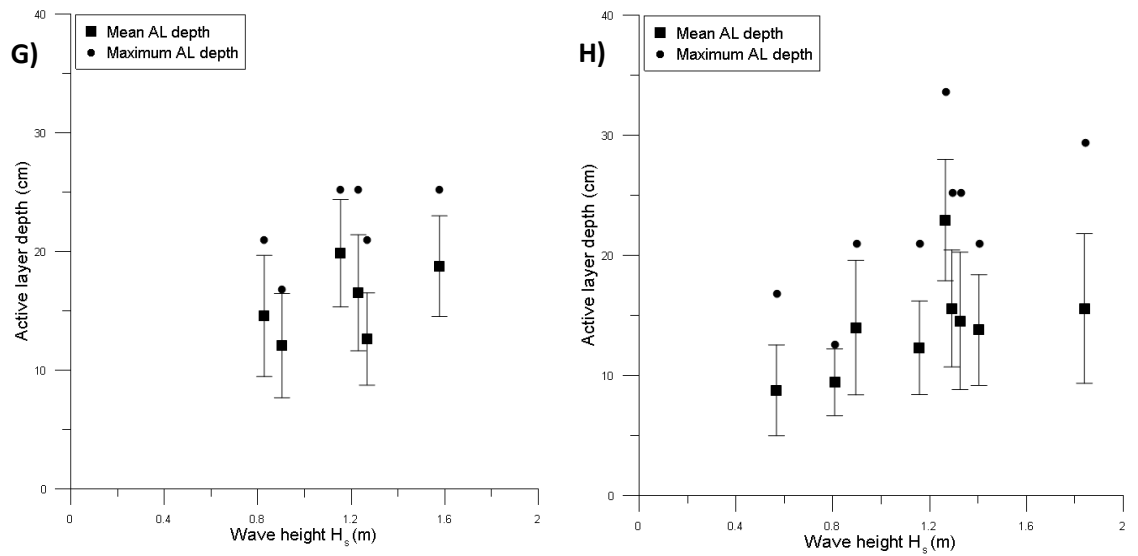 G)
Mean AL depth
Maximum AL depth
Active layer depth (cm)
40
30
20
10
0
0 0.4 0.8 1.2 1.6 2
Wave height Hs (m)
H)
Mean AL depth
Maximum AL depth
Active layer depth (cm)
40
30
20
10
0
0 0.4 0.8 1.2 1.6 2
Wave height Hs (m)